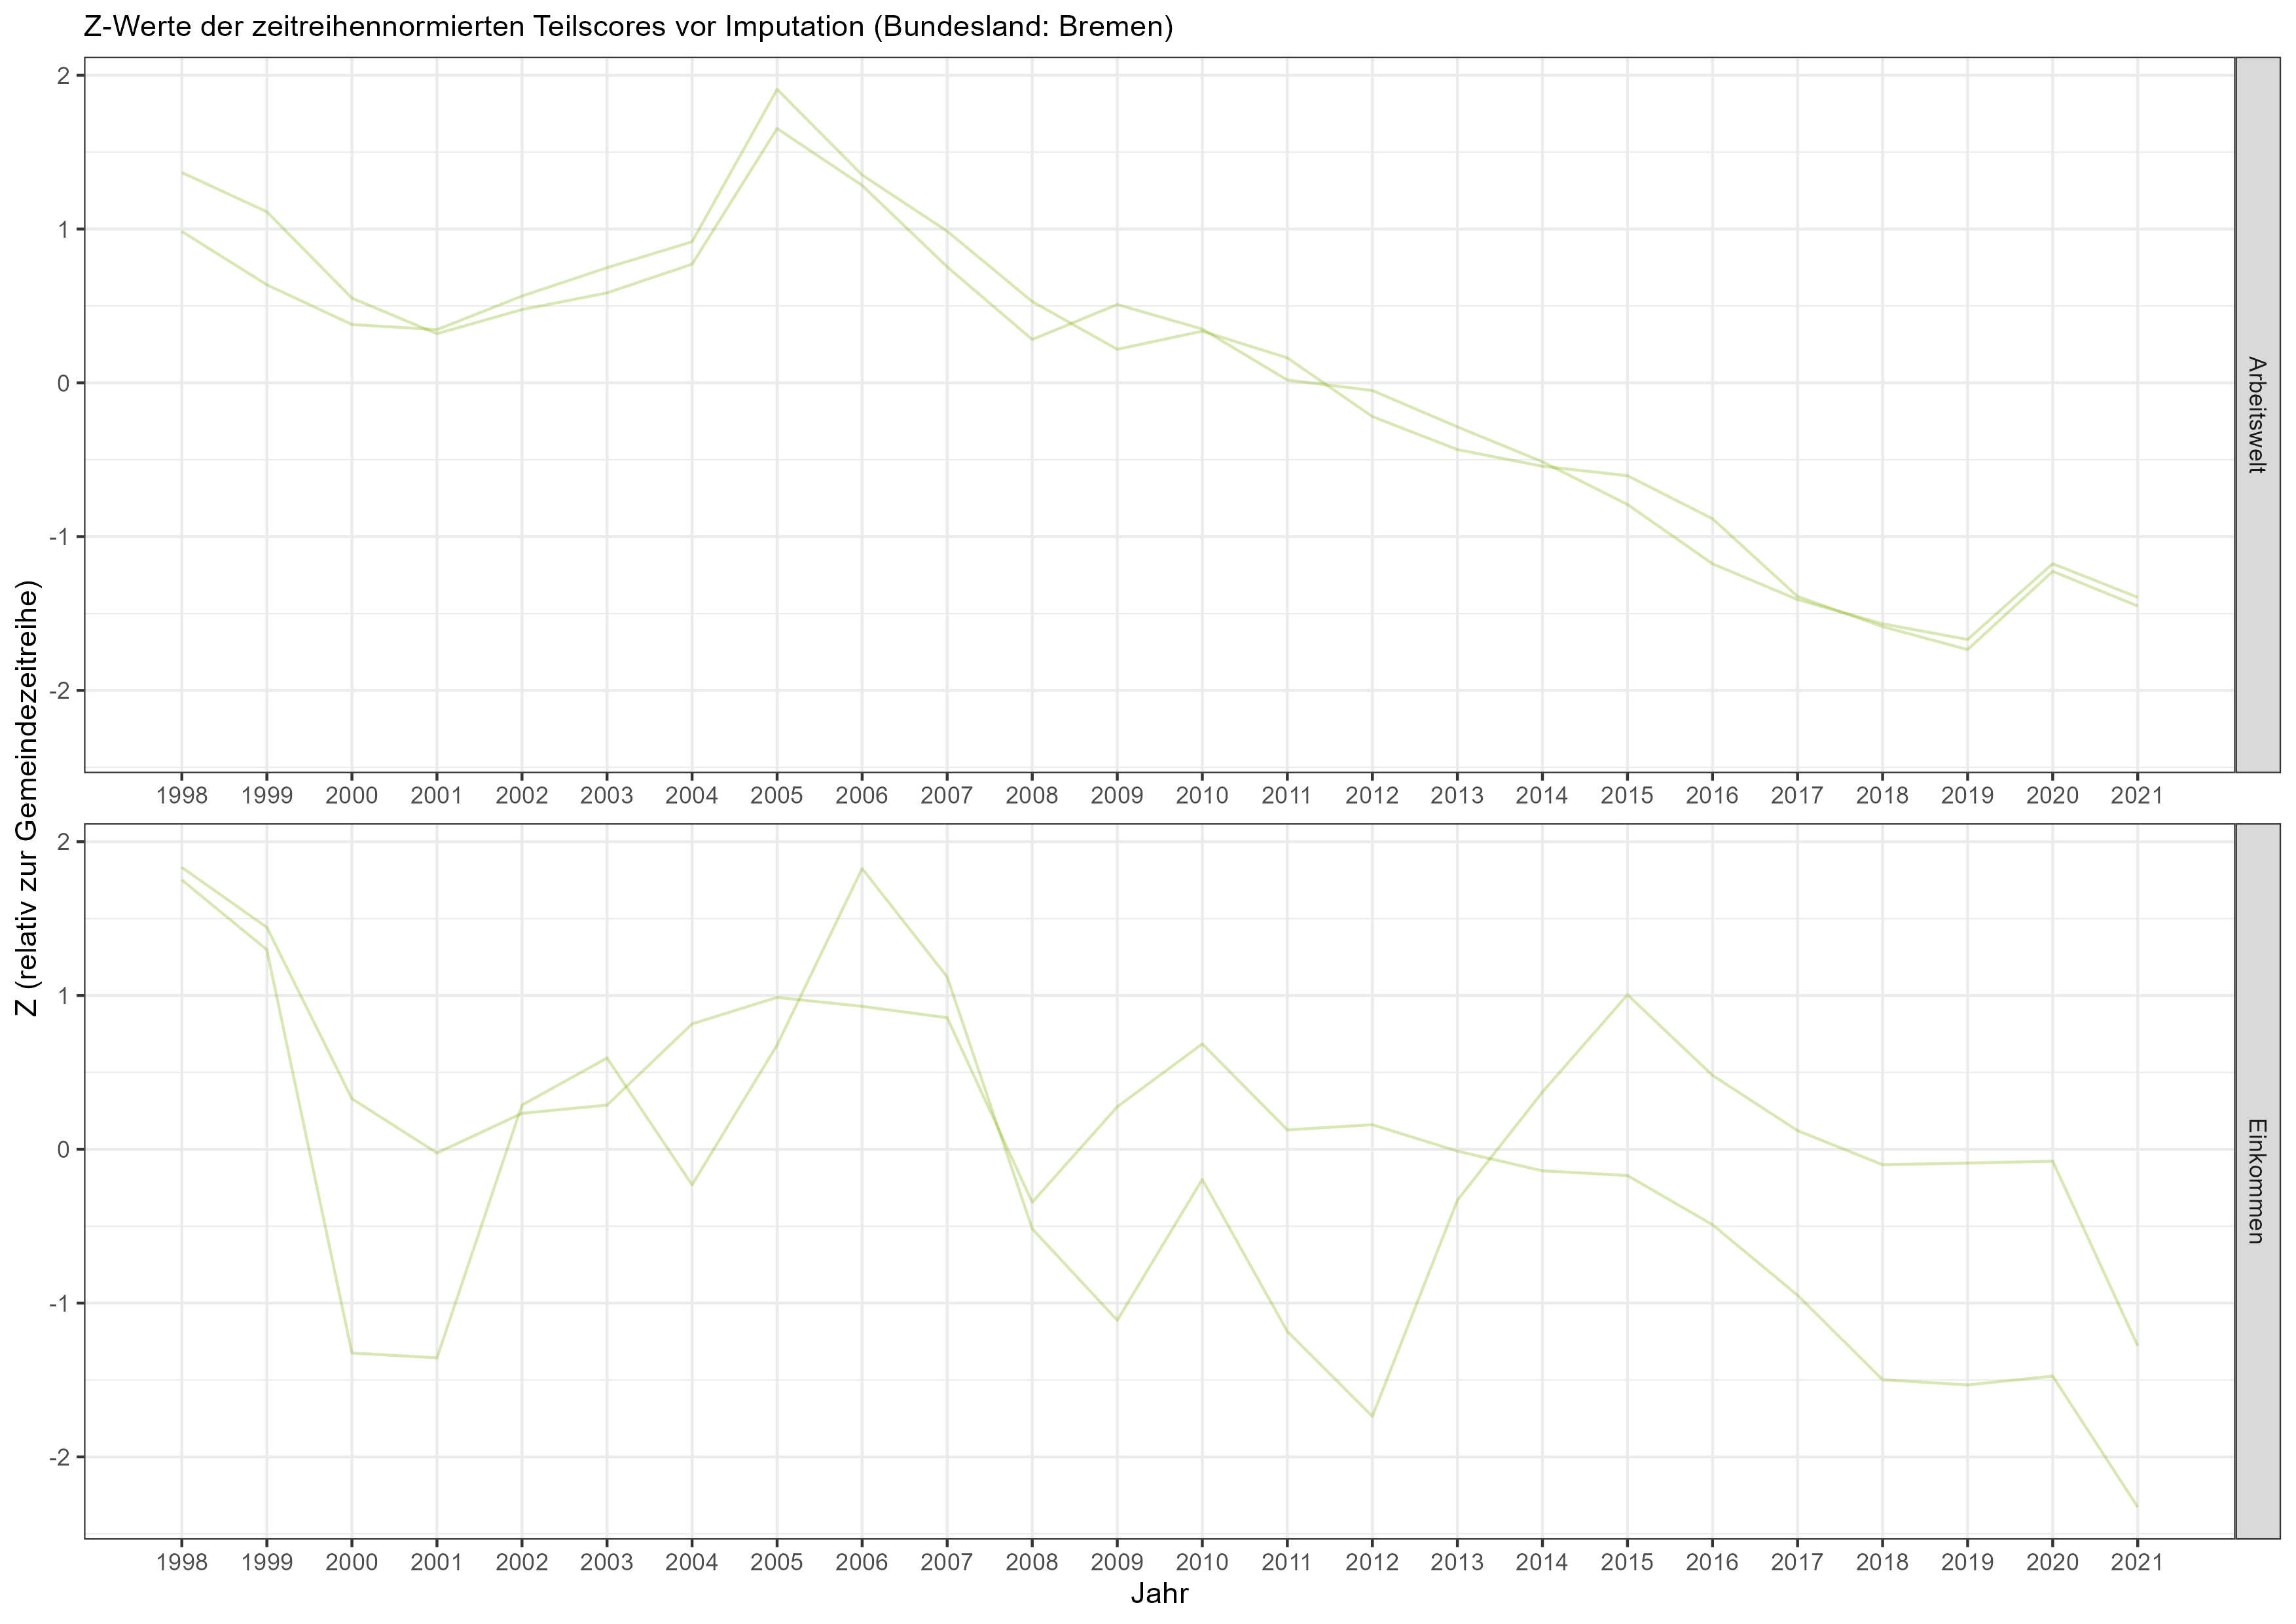 Z-Werte der zeitreihennormierten Teilscores vor Imputation (Bundesland: Bremen)
Z (relativ zur Gemeindezeitreihe)
2
1
0
-1
-2
Arbeitswelt
1998 1999 2000 2001 2002 2003 2004 2005 2006 2007 2008 2009 2010 2011 2012 2013 2014 2015 2016 2017 2018 2019 2020 2021
2
1
0
-1
-2
Einkommen
1998 1999 2000 2001 2002 2003 2004 2005 2006 2007 2008 2009 2010 2011 2012 2013 2014 2015 2016 2017 2018 2019 2020 2021
Jahr